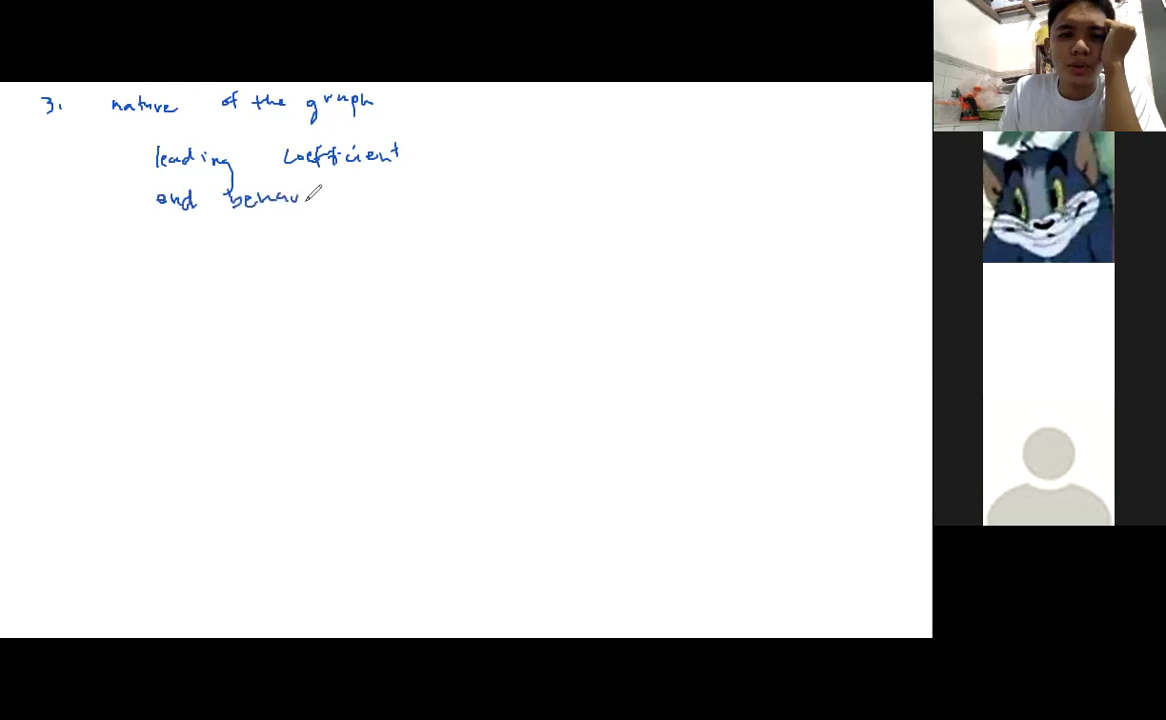 3. nature of the graph
leading coefficient
end behav